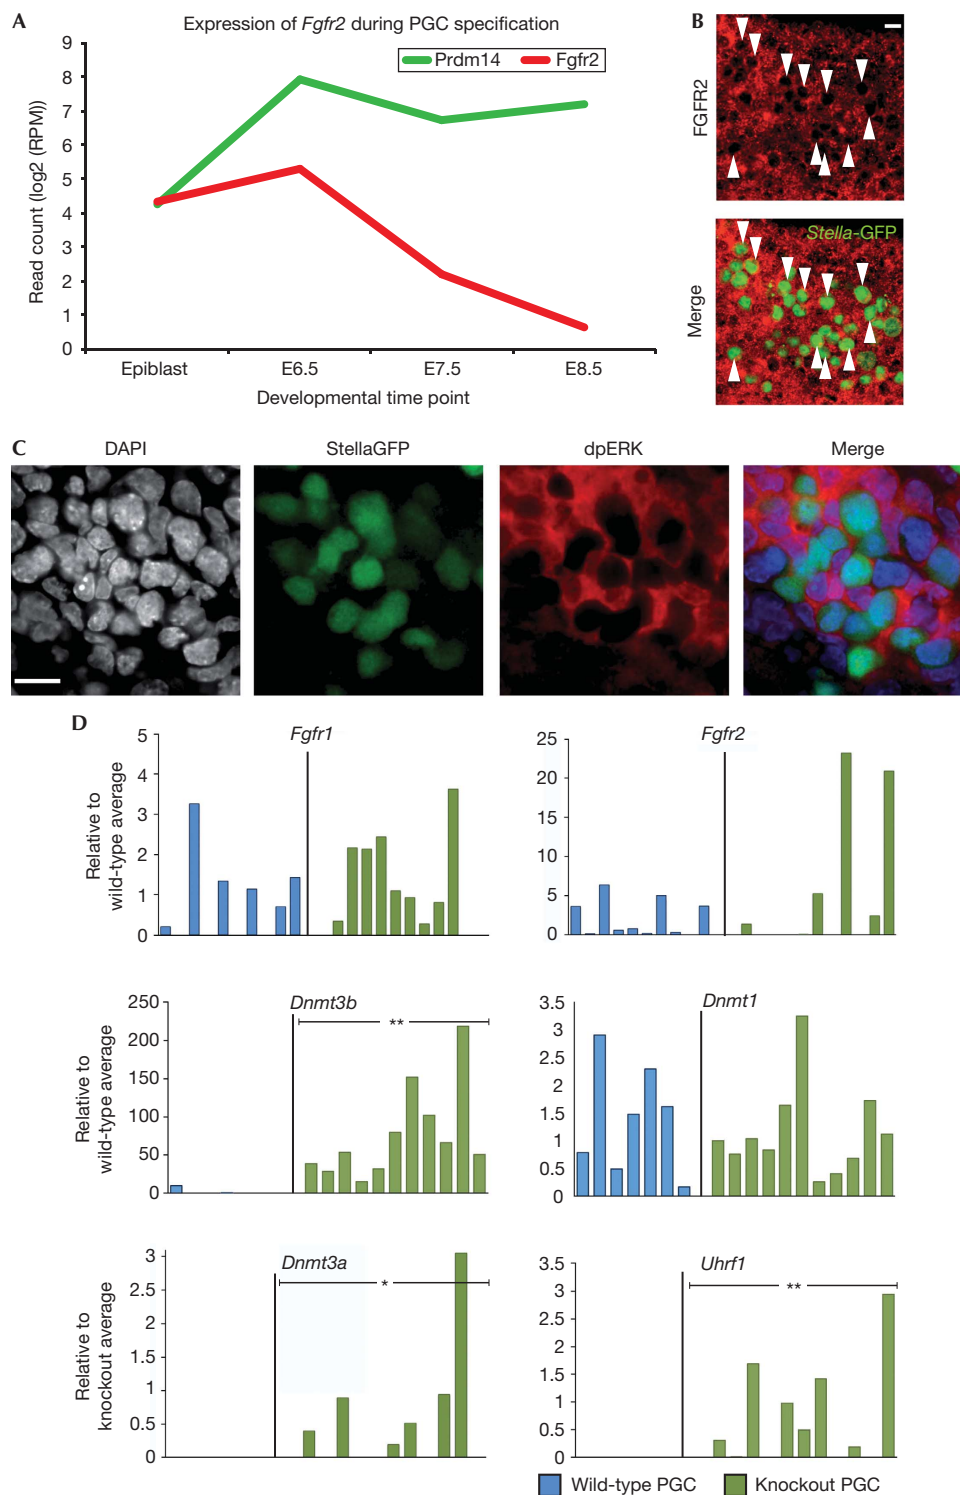 A
Expression of Fgfr2 during PGC specification
Prdm14
Fgfr2
Read count (log2 (RPM))
9
8
7
6
5
4
3
2
1
0
Epiblast
E6.5
E7.5
E8.5
Developmental time point
B
FGFR2
Stella-GFP
Merge
C
DAPI
StellaGFP
dpERK
Merge
D
Fgfr1
Relative to
wild-type average
5
4
3
2
1
0
Fgfr2
25
20
15
10
5
0
Dnmt3b
**
Relative to
wild-type average
250
200
150
100
50
0
Dnmt1
3.5
3
2.5
2
1.5
1
0.5
0
Dnmt3a
*
Relative to
knockout average
3
2.5
2
1.5
1
0.5
0
Uhrf1
**
3.5
3
2.5
2
1.5
1
0.5
0
Wild-type PGC
Knockout PGC